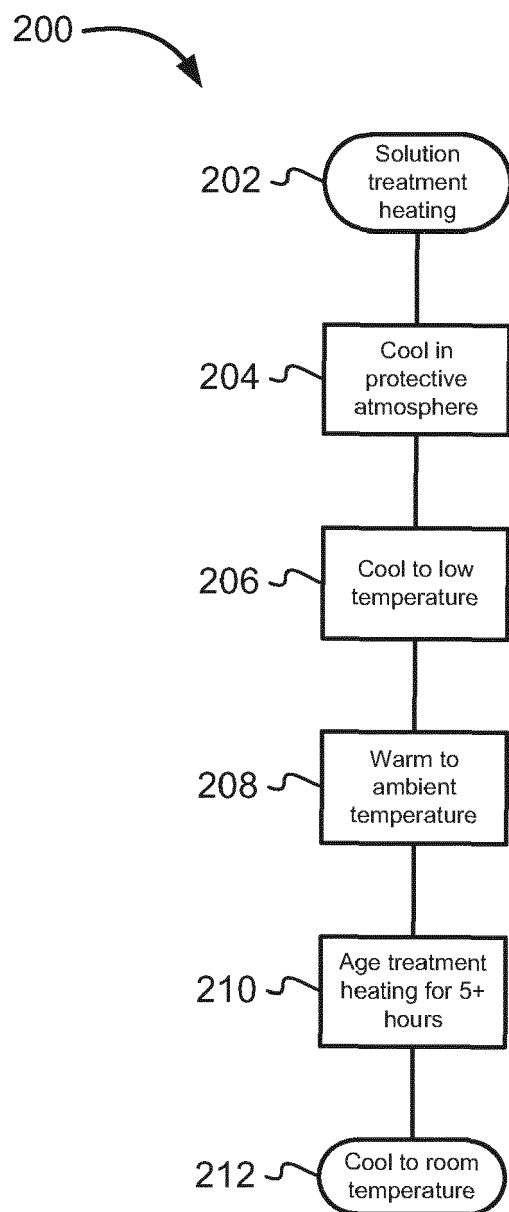 200
202
Solution
treatment
heating
204
Cool in
protective
atmosphere
206
Cool to low
temperature
208
Warm to
ambient
temperature
210
Age treatment
heating for 5+
hours
212
Cool to room
temperature